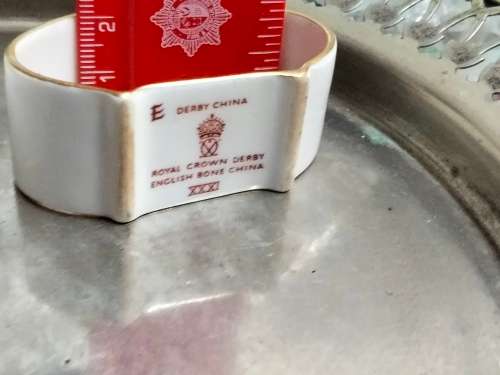 2
1
E DERBY CHINA
ROYAL CROWN DERBY
ENGLISH BONE CHINA
XXXI